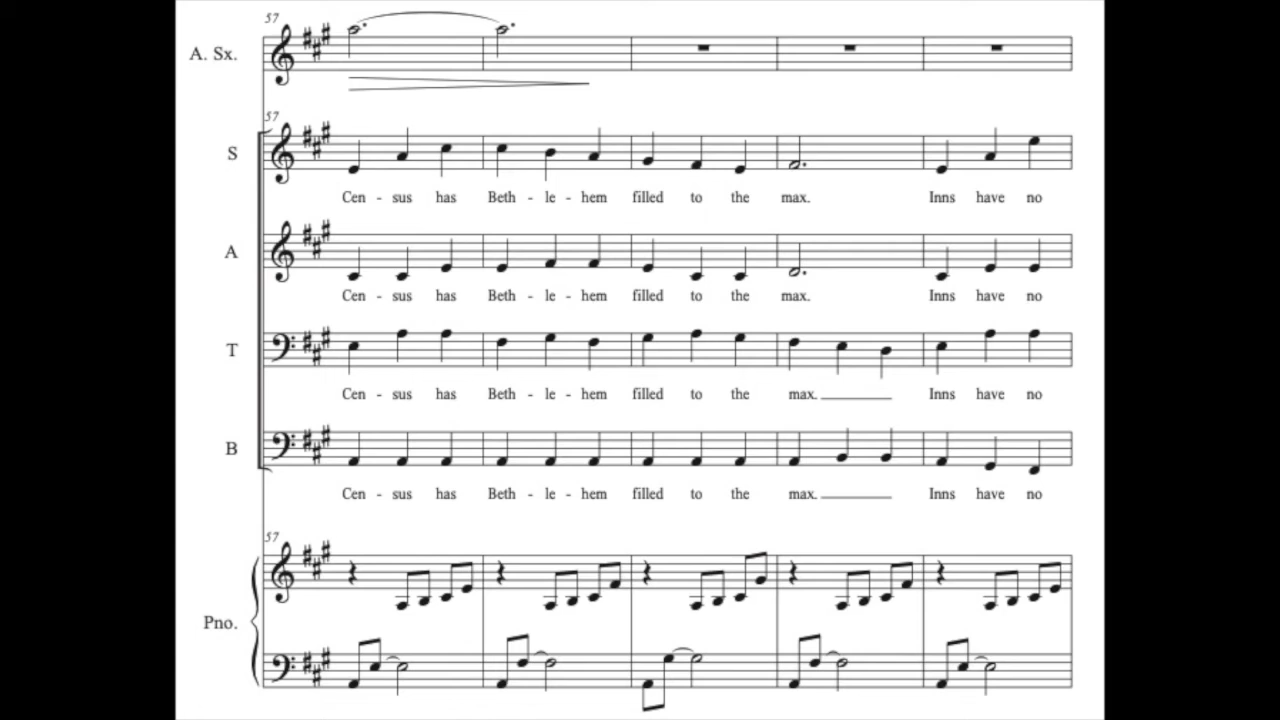 57
A. Sx.
57
S
Cen - sus has Beth - le - hem filled to the max. Inns have no
A
Cen - sus has Beth - le - hem filled to the max. Inns have no
T
Cen - sus has Beth - le - hem filled to the max. Inns have no
B
Cen - sus has Beth - le - hem filled to the max. Inns have no
57
Pno.